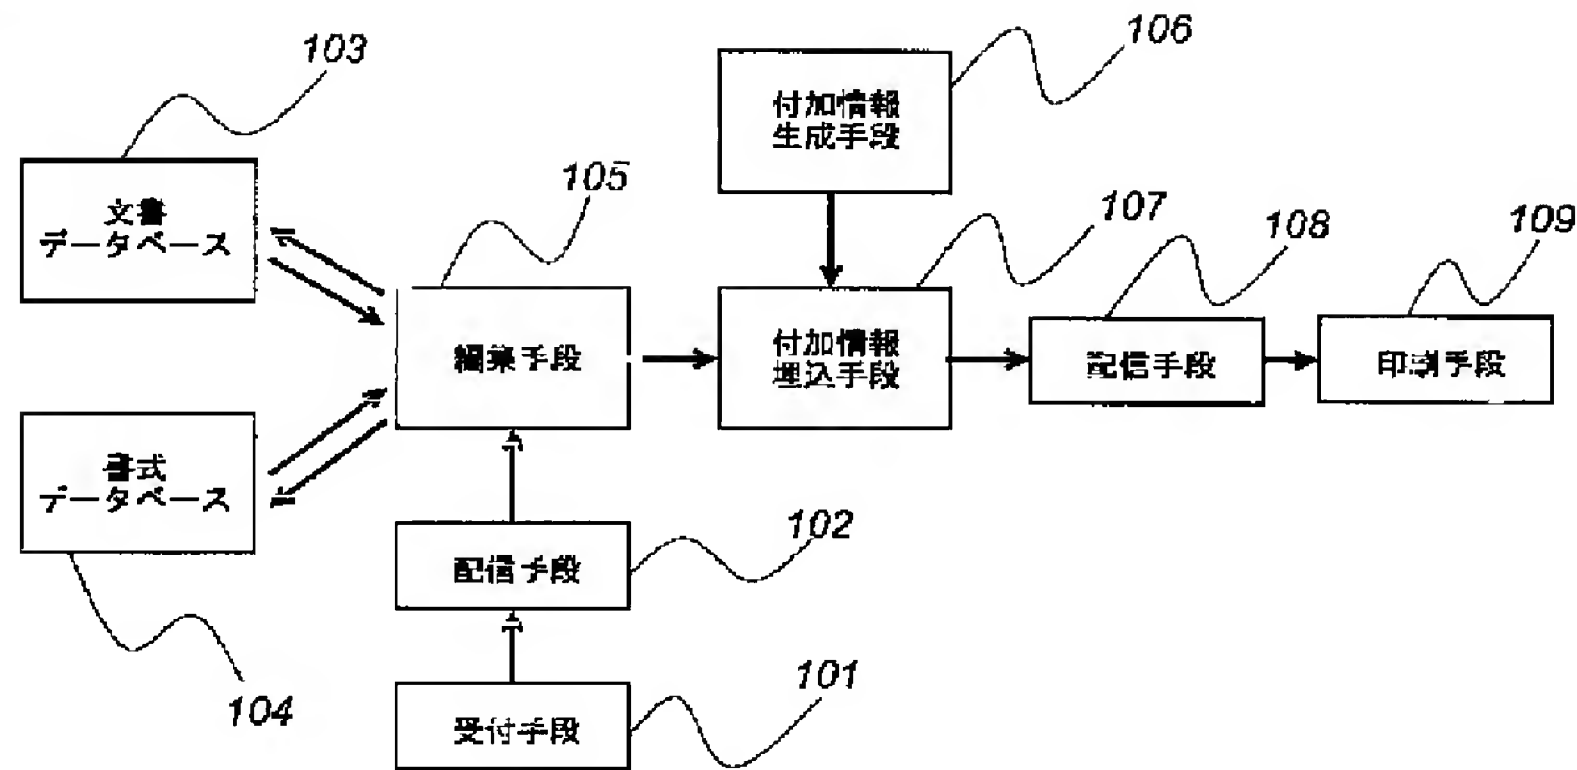 103
文書
データベース
105
106
付加情報
生成手段
107
108
109
編集手段
付加情報
埋込手段
配信手段
印刷手段
書式
データベース
104
102
配信手段
101
受付手段